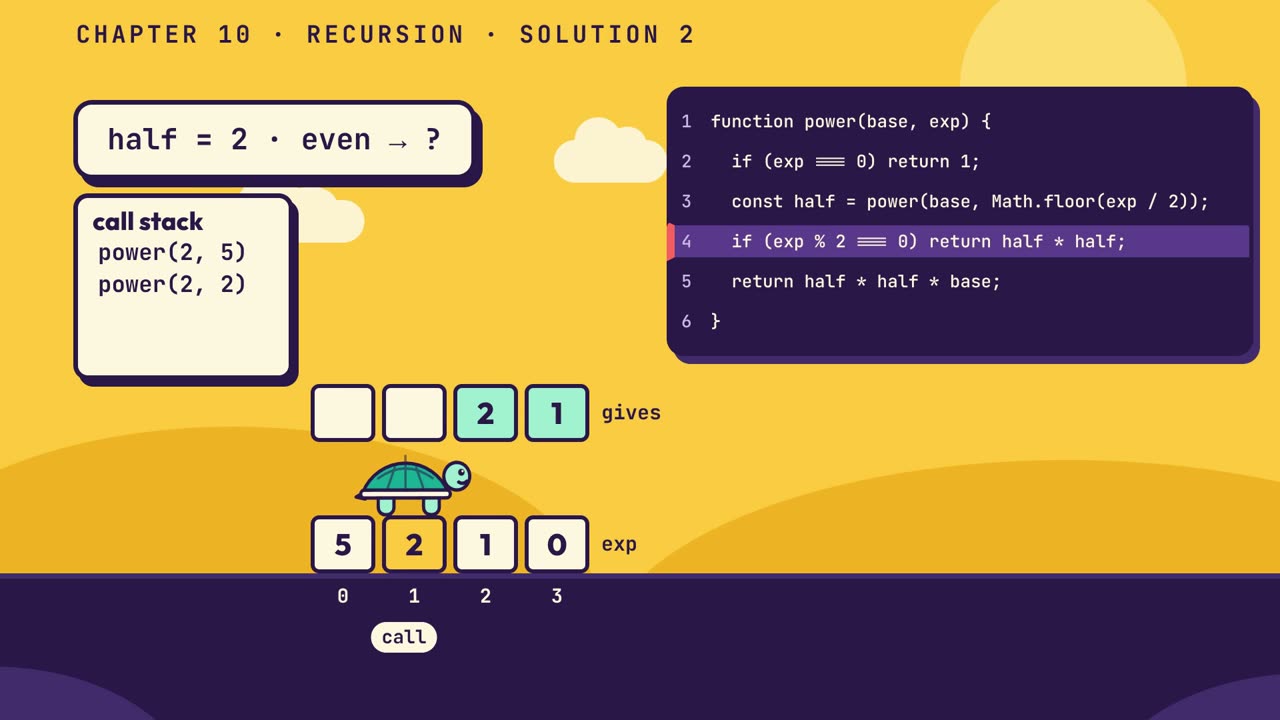 CHAPTER 10 · RECURSION · SOLUTION 2
half = 2 · even → ?
call stack
power(2, 5)
power(2, 2)
1 function power(base, exp) {
2 if (exp === 0) return 1;
3 const half = power(base, Math.floor(exp / 2));
4 if (exp % 2 === 0) return half * half;
5 return half * half * base;
6 }
2 1 gives
5 2 1 0 exp
0 1 2 3
call